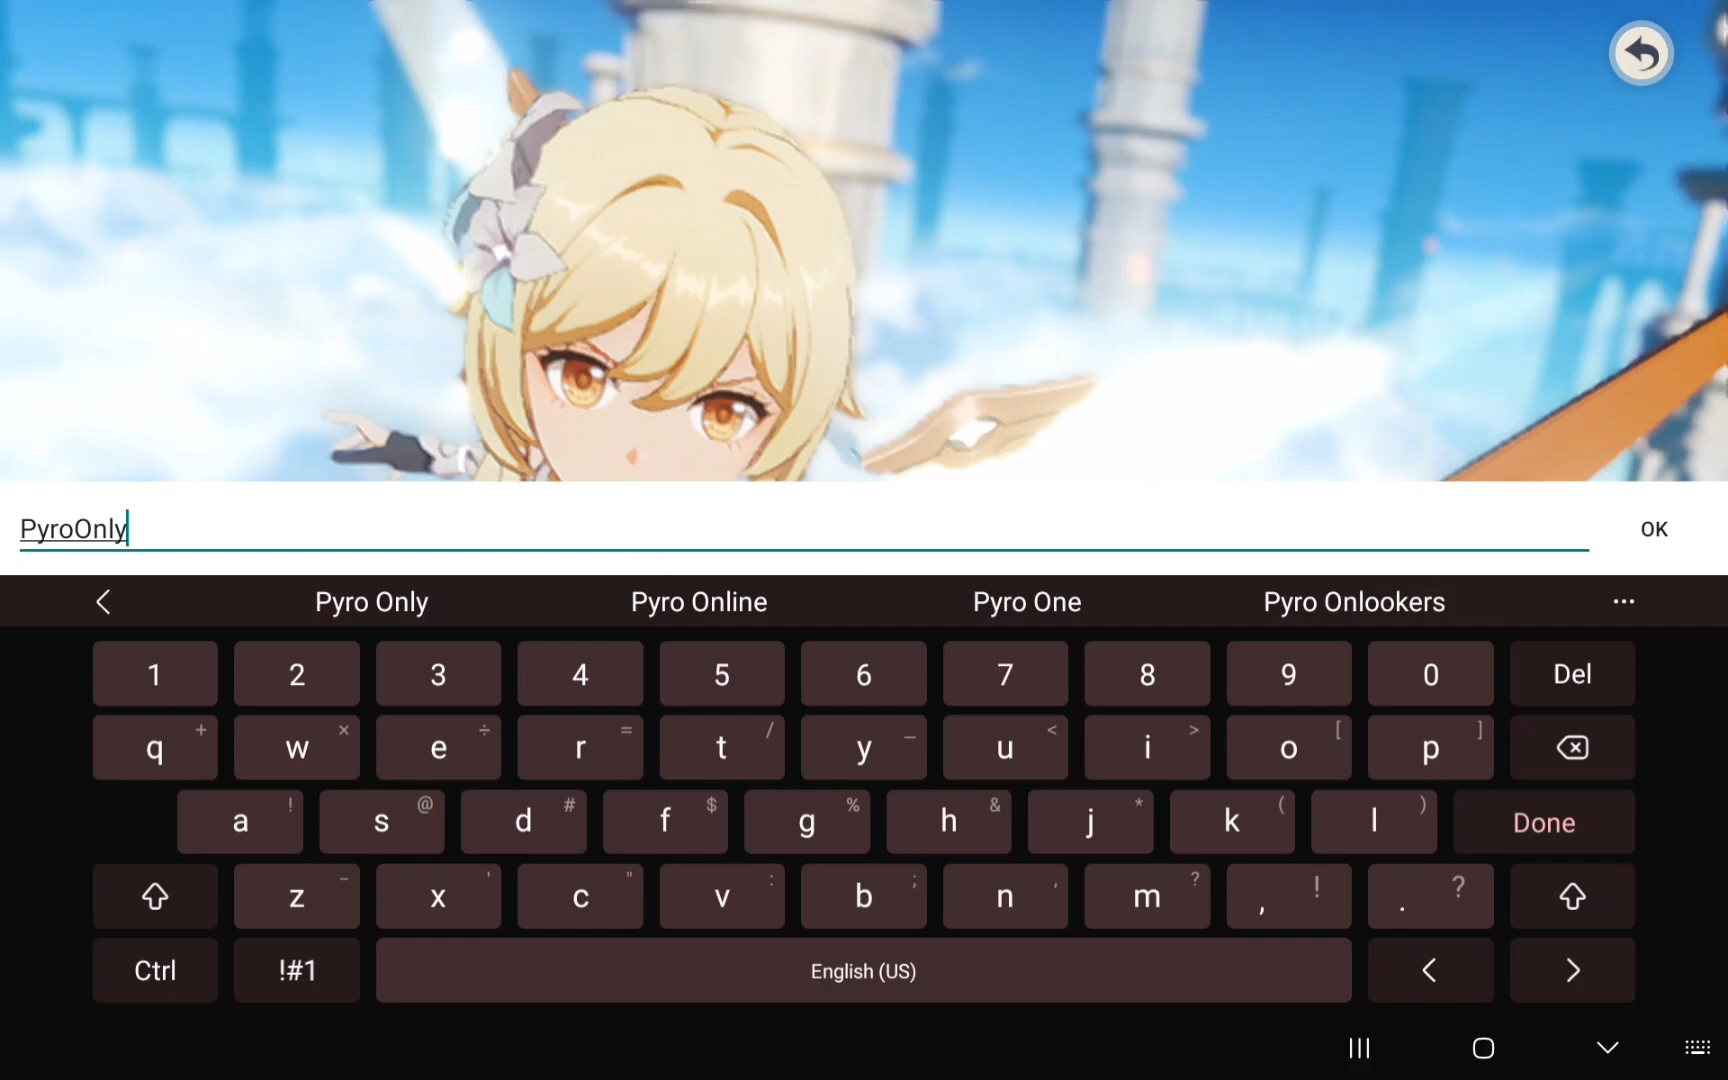 PyroOnly
OK
Pyro Only Pyro Online Pyro One Pyro Onlookers ...
1 2 3 4 5 6 7 8 9 0 Del
+ × ÷ = / _ < > [ ]
q w e r t y u i o p
! @ # $ % & * ( )
a s d f g h j k l Done
- ' " : ; , ? ! ?
z x c v b n m , .
Ctrl !#1 English (US) < >